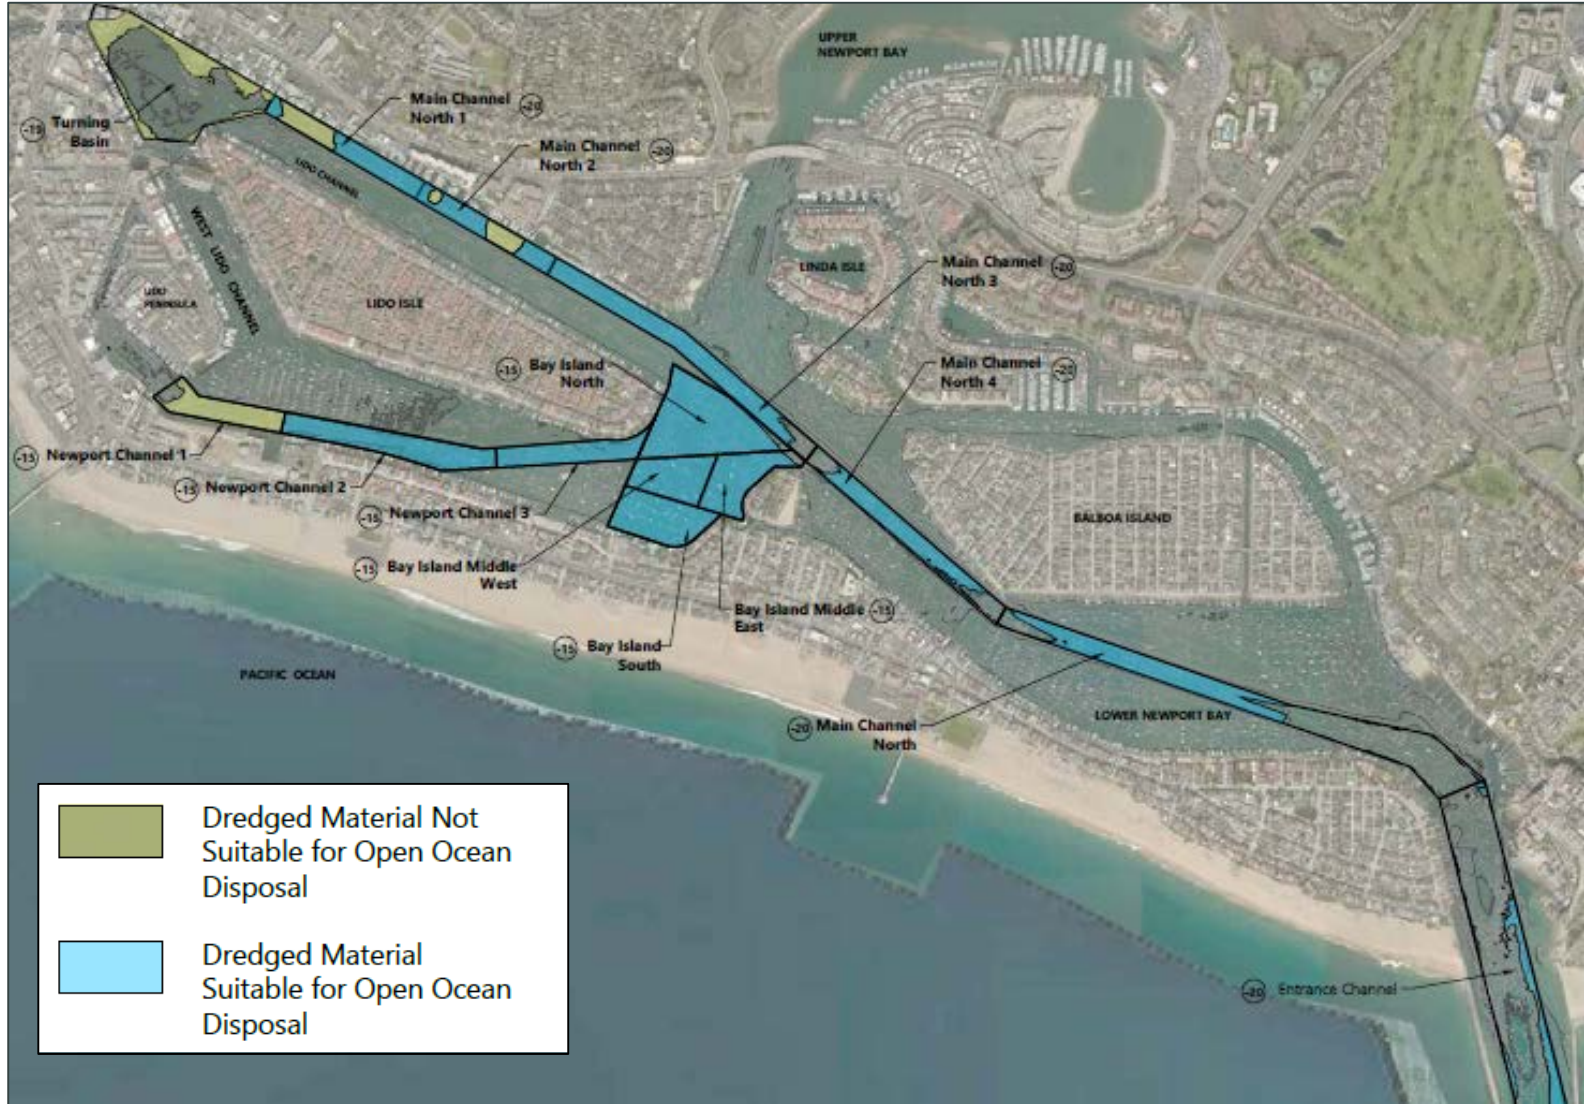 UPPER
NEWPORT BAY
Main Channel
North 1
-20
-15
Turning
Basin
Main Channel
North 2
-20
LIDO CHANNEL
WEST LIDO CHANNEL
LINDA ISLE
Main Channel
North 3
-20
LIDO
PENINSULA
LIDO ISLE
-15
Bay Island
North
Main Channel
North 4
-20
-15
Newport Channel 1
-15
Newport Channel 2
-15
Newport Channel 3
BALBOA ISLAND
-15
Bay Island Middle
West
Bay Island Middle
East
-15
-15
Bay Island
South
PACIFIC OCEAN
-20
Main Channel
North
LOWER NEWPORT BAY
Dredged Material Not
Suitable for Open Ocean
Disposal
Dredged Material
Suitable for Open Ocean
Disposal
-20
Entrance Channel